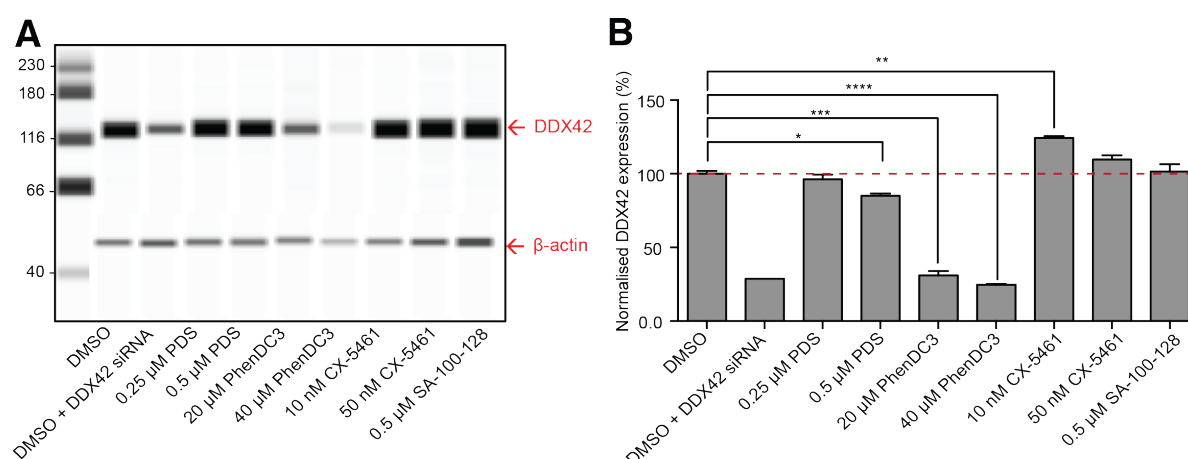 A
230
180
116
66
40
← DDX42
← β-actin
DMSO
DMSO + DDX42 siRNA
0.25 µM PDS
0.5 µM PDS
20 µM PhenDC3
40 µM PhenDC3
10 nM CX-5461
50 nM CX-5461
0.5 µM SA-100-128
B
Normalised DDX42 expression (%)
150
100
50
0.0
**
****
***
*
DMSO
DMSO + DDX42 siRNA
0.25 µM PDS
0.5 µM PDS
20 µM PhenDC3
40 µM PhenDC3
10 nM CX-5461
50 nM CX-5461
0.5 µM SA-100-128